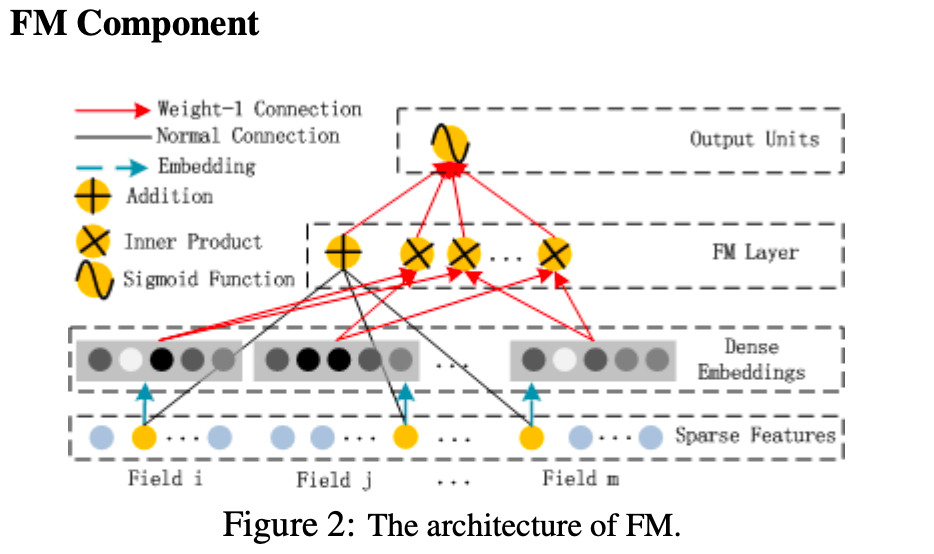 FM Component
Weight-1 Connection
Normal Connection
Embedding
Addition
Inner Product
Sigmoid Function
Output Units
FM Layer
...
Dense
Embeddings
...
... ... ... ...
Sparse Features
Field i Field j ... Field m
Figure 2: The architecture of FM.